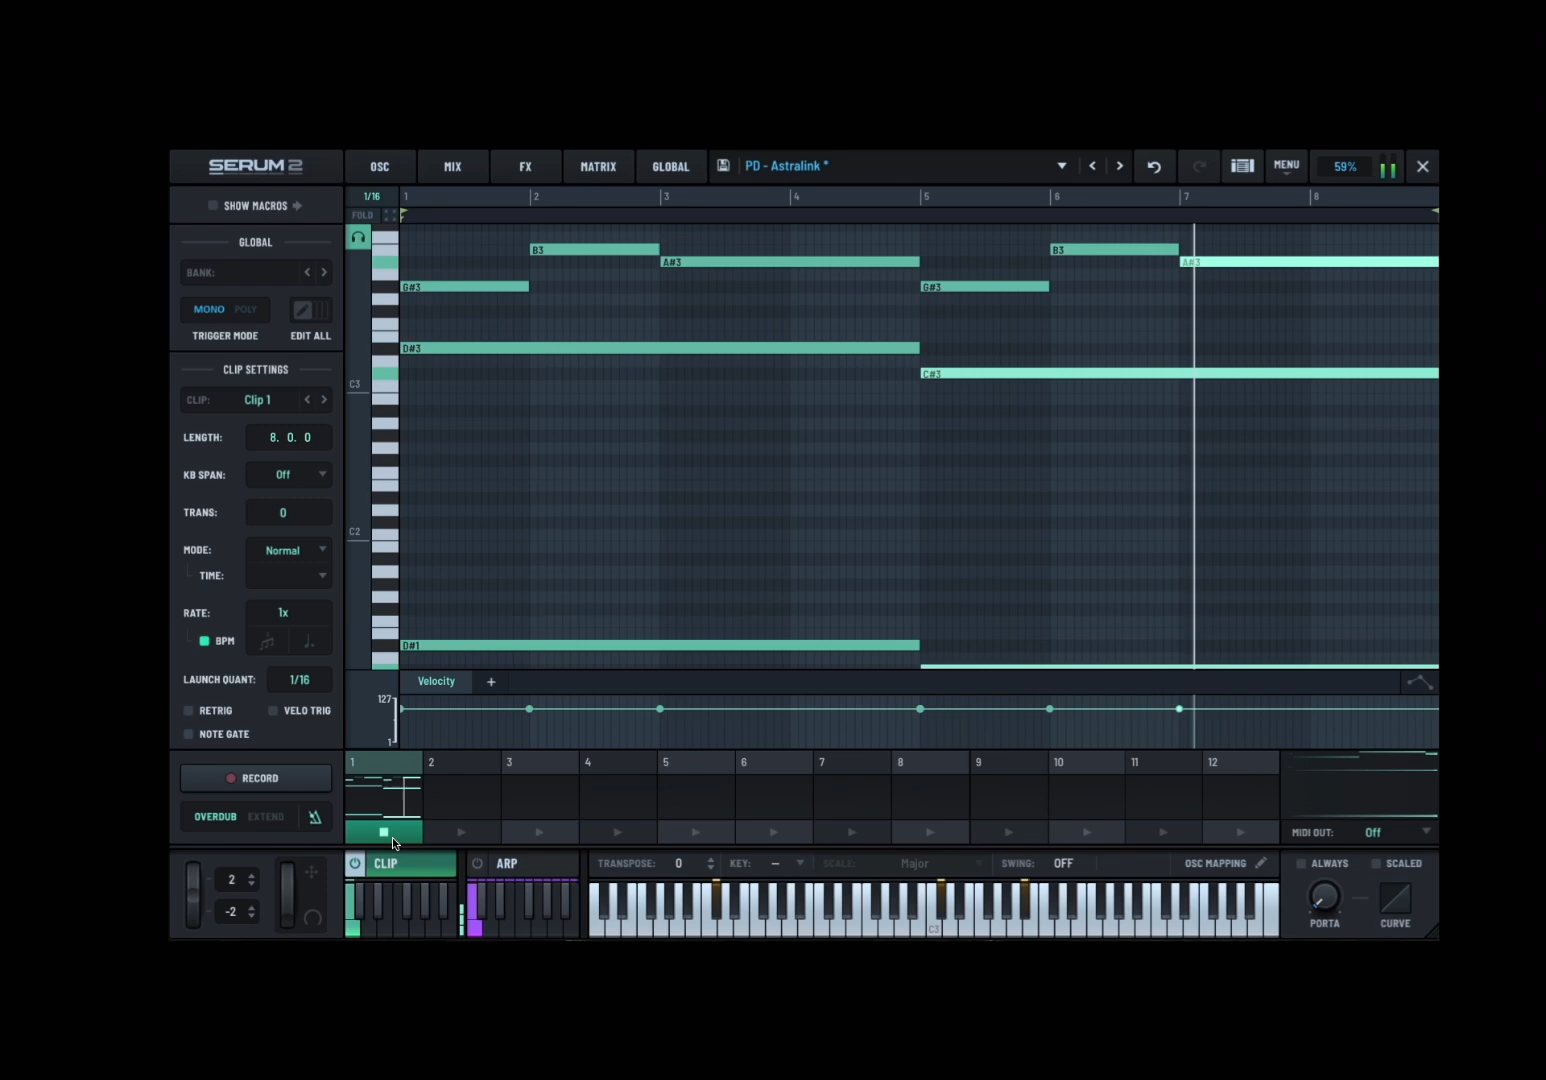 SERUM 2
OSC
MIX
FX
MATRIX
GLOBAL
PD - Astralink *
MENU
59%
SHOW MACROS
1/16
1
2
3
4
5
6
7
8
FOLD
GLOBAL
BANK:
MONO POLY
TRIGGER MODE
EDIT ALL
CLIP SETTINGS
CLIP: Clip 1
LENGTH: 8. 0. 0
KB SPAN: Off
TRANS: 0
MODE: Normal
TIME:
RATE: 1x
BPM
LAUNCH QUANT: 1/16
RETRIG
VELO TRIG
NOTE GATE
B3
B3
A#3
A#3
G#3
G#3
D#3
C#3
C3
C2
D#1
Velocity +
127
1
RECORD
OVERDUB EXTEND
1
2
3
4
5
6
7
8
9
10
11
12
MIDI OUT: Off
2
-2
CLIP
ARP
TRANSPOSE: 0
KEY: –
SCALE: Major
SWING: OFF
OSC MAPPING
ALWAYS
SCALED
C3
PORTA
CURVE